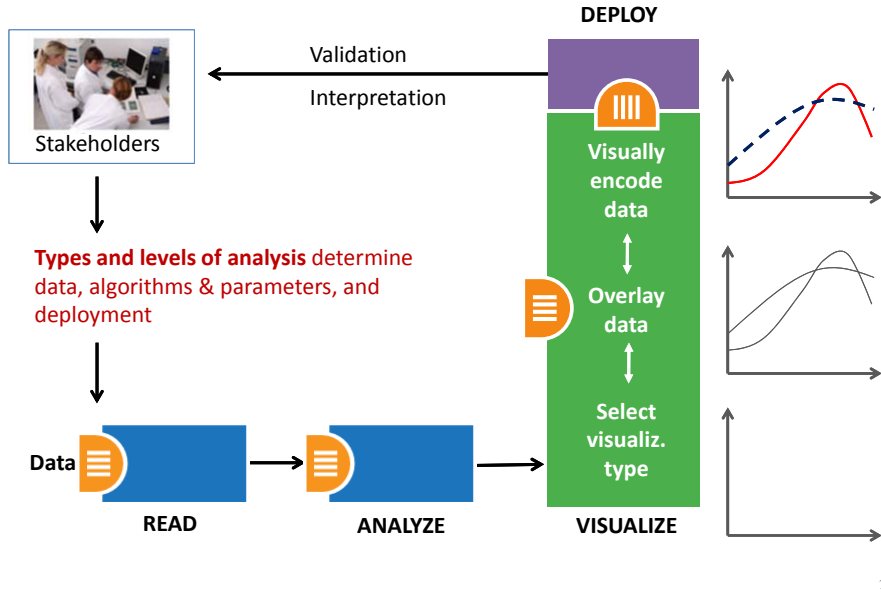 DEPLOY
Validation
Interpretation
Stakeholders
Visually
encode
data
Types and levels of analysis determine
data, algorithms & parameters, and
deployment
Overlay
data
Select
visualiz.
type
Data
READ
ANALYZE
VISUALIZE